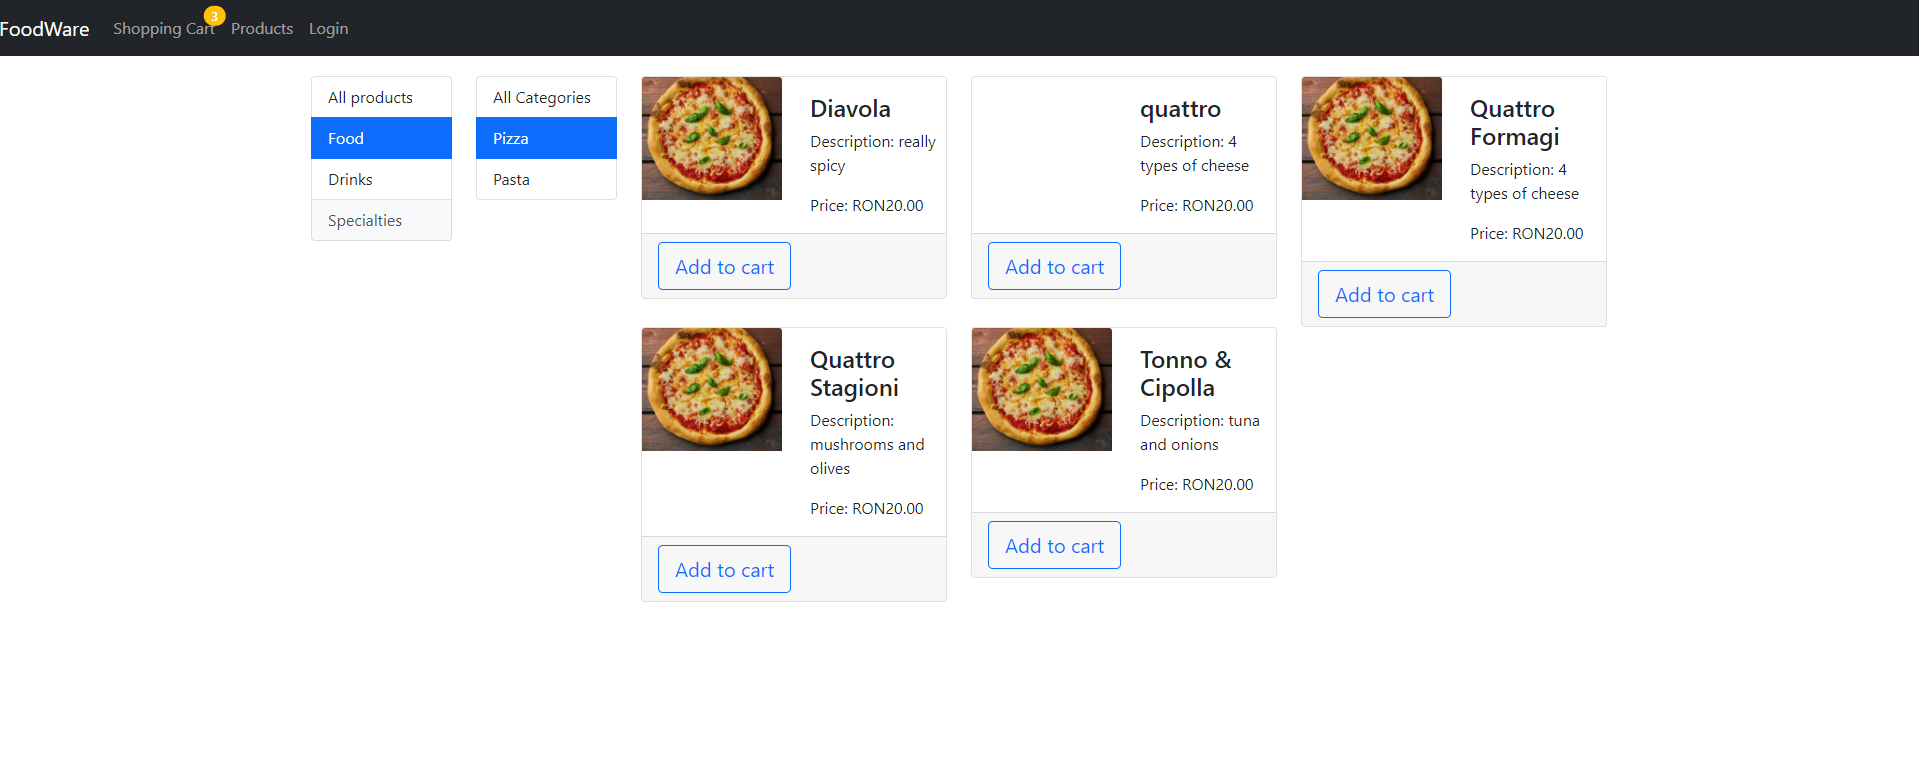 FoodWare Shopping Cart 3 Products Login
All products
Food
Drinks
Specialties
All Categories
Pizza
Pasta
Diavola
Description: really
spicy
Price: RON20.00
Add to cart
quattro
Description: 4
types of cheese
Price: RON20.00
Add to cart
Quattro
Formagi
Description: 4
types of cheese
Price: RON20.00
Add to cart
Quattro
Stagioni
Description:
mushrooms and
olives
Price: RON20.00
Add to cart
Tonno &
Cipolla
Description: tuna
and onions
Price: RON20.00
Add to cart